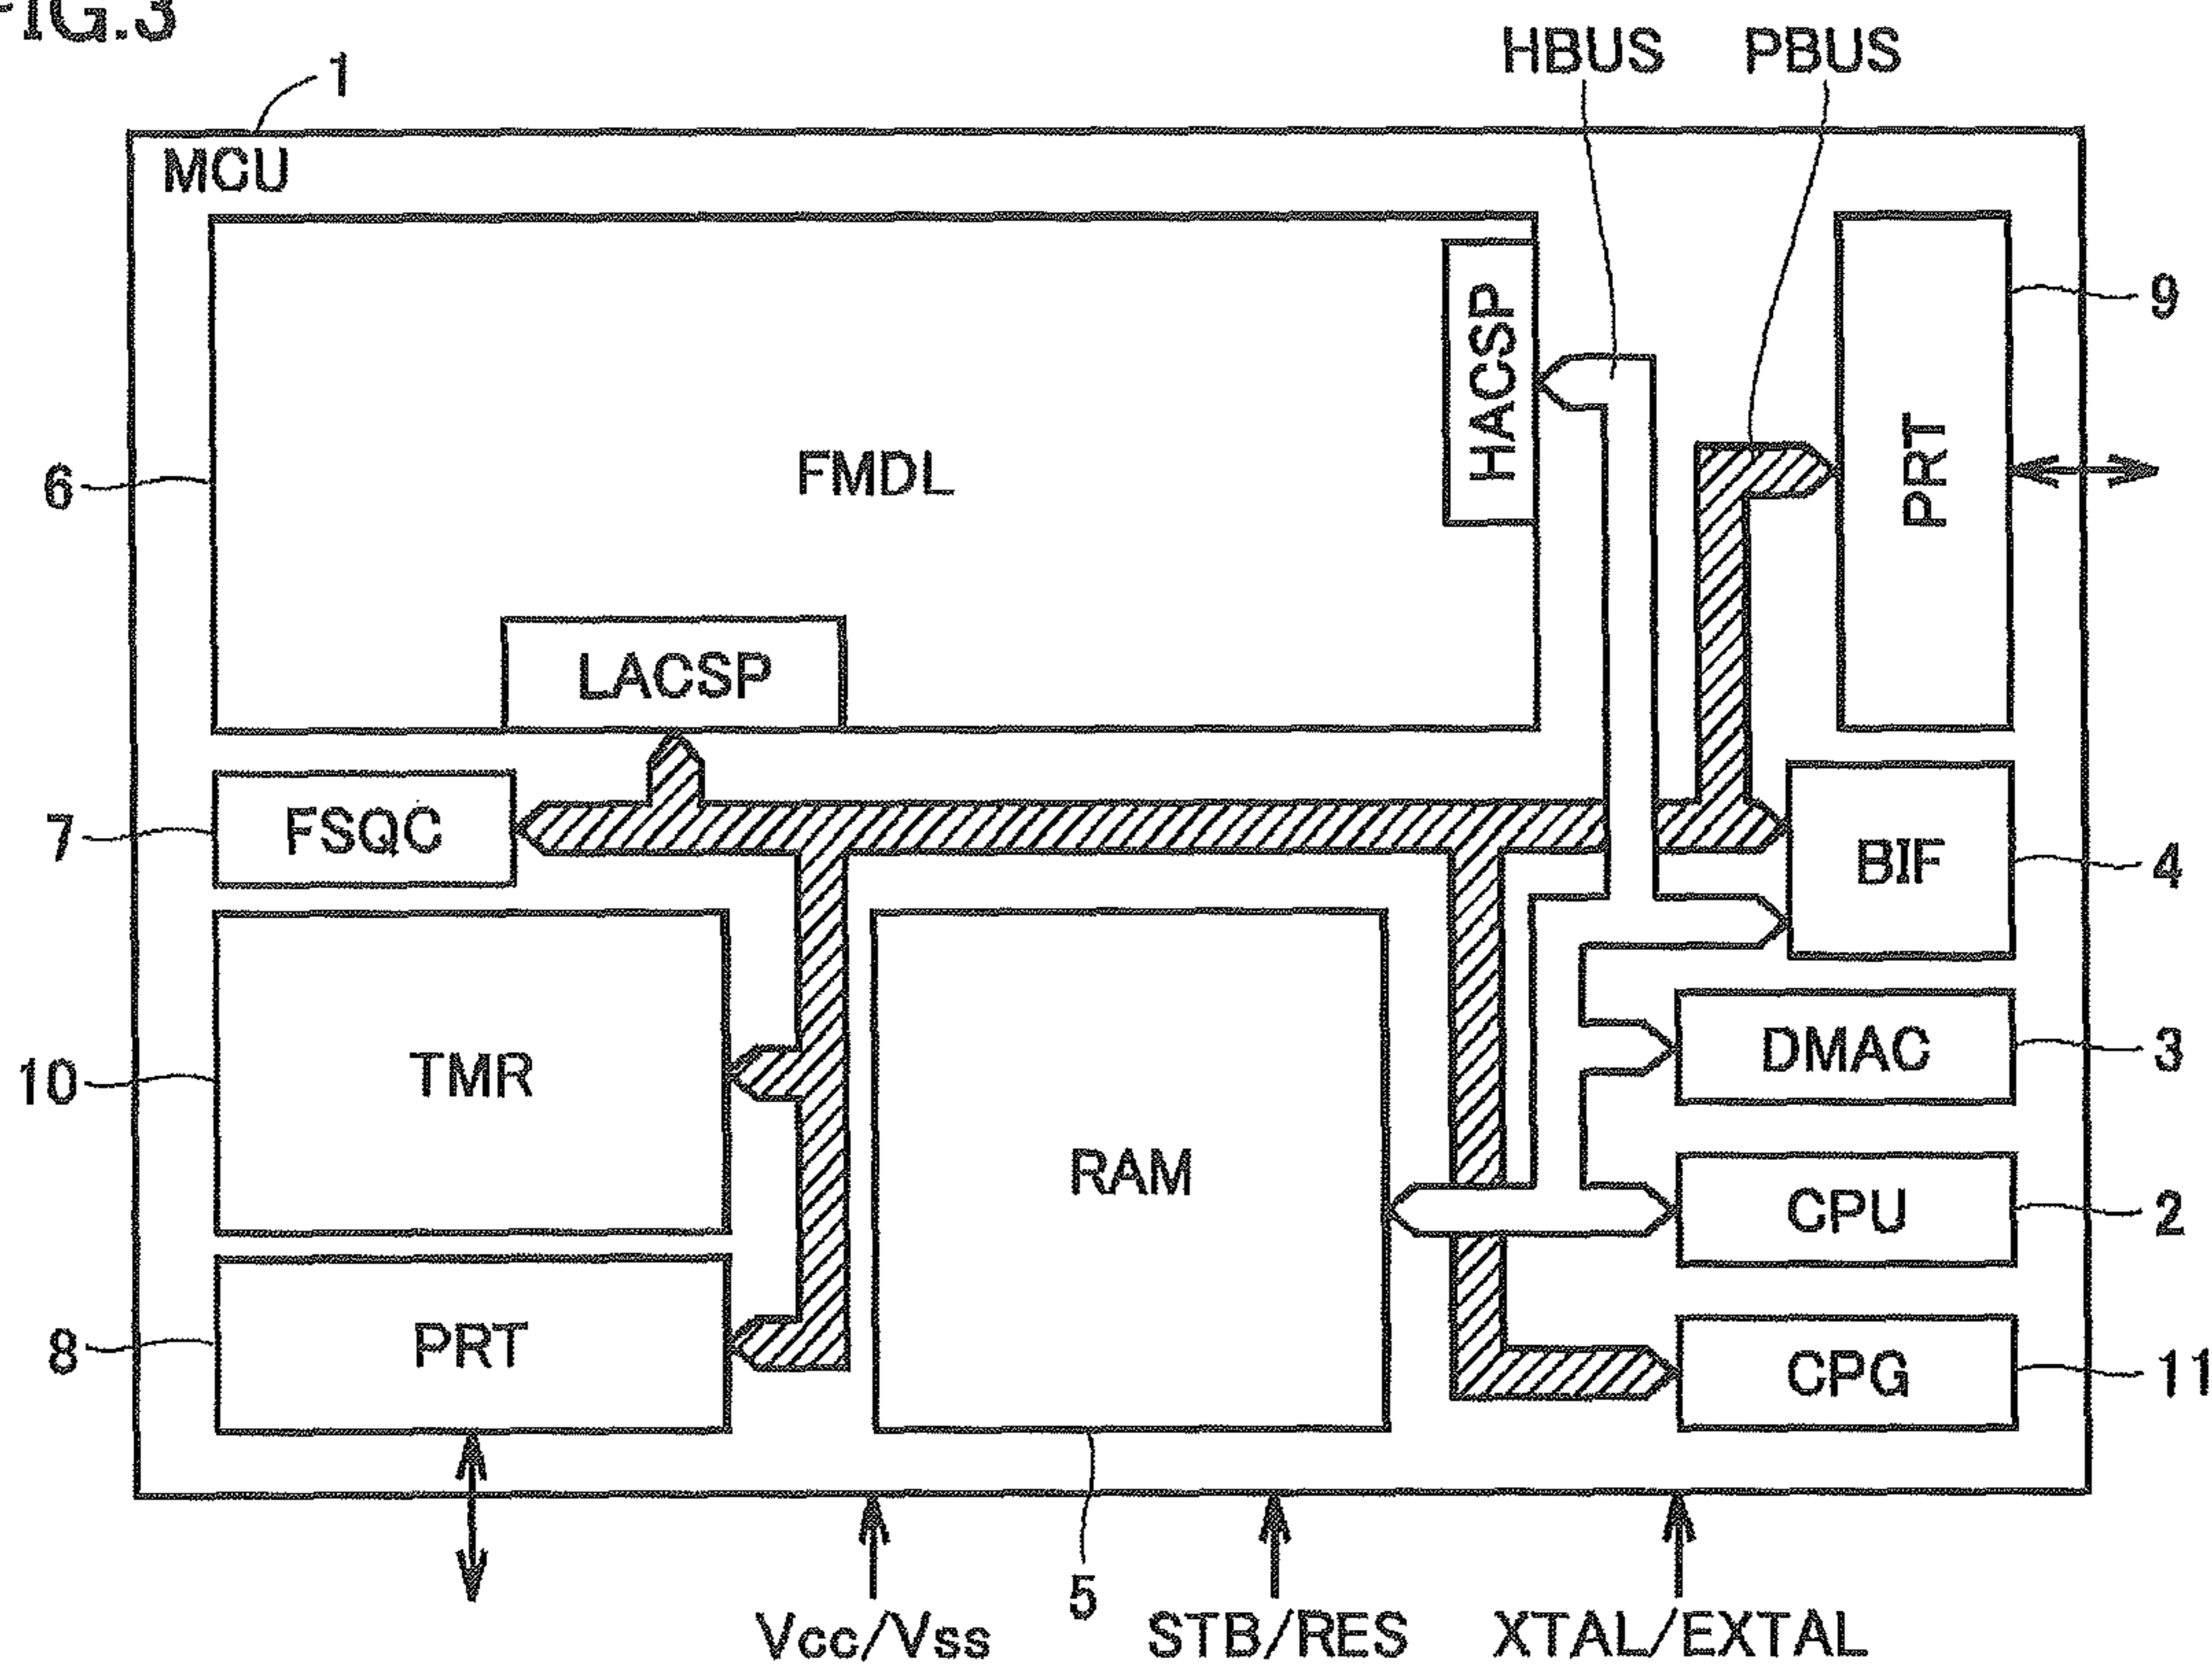 FIG.3
HBUS PBUS
1
MCU
HACSP
9
FMDL
6
PRT
LACSP
7
FSQC
BIF
4
10
TMR
DMAC
3
RAM
CPU
2
8
PRT
CPG
11
5
Vcc/Vss
STB/RES
XTAL/EXTAL